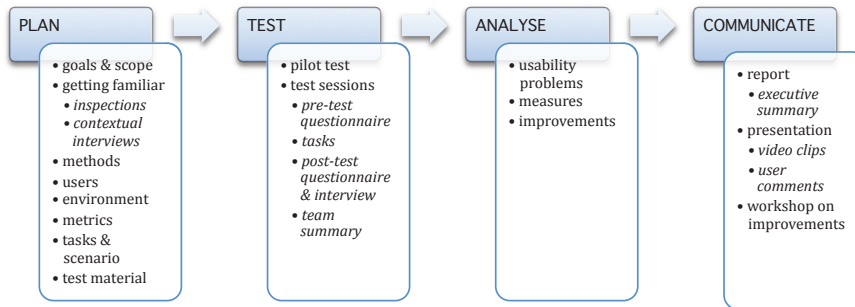 PLAN
• goals & scope
• getting familiar
• inspections
• contextual
interviews
• methods
• users
• environment
• metrics
• tasks &
scenario
• test material
TEST
• pilot test
• test sessions
• pre-test
questionnaire
• tasks
• post-test
questionnaire
& interview
• team
summary
ANALYSE
• usability
problems
• measures
• improvements
COMMUNICATE
• report
• executive
summary
• presentation
• video clips
• user
comments
• workshop on
improvements